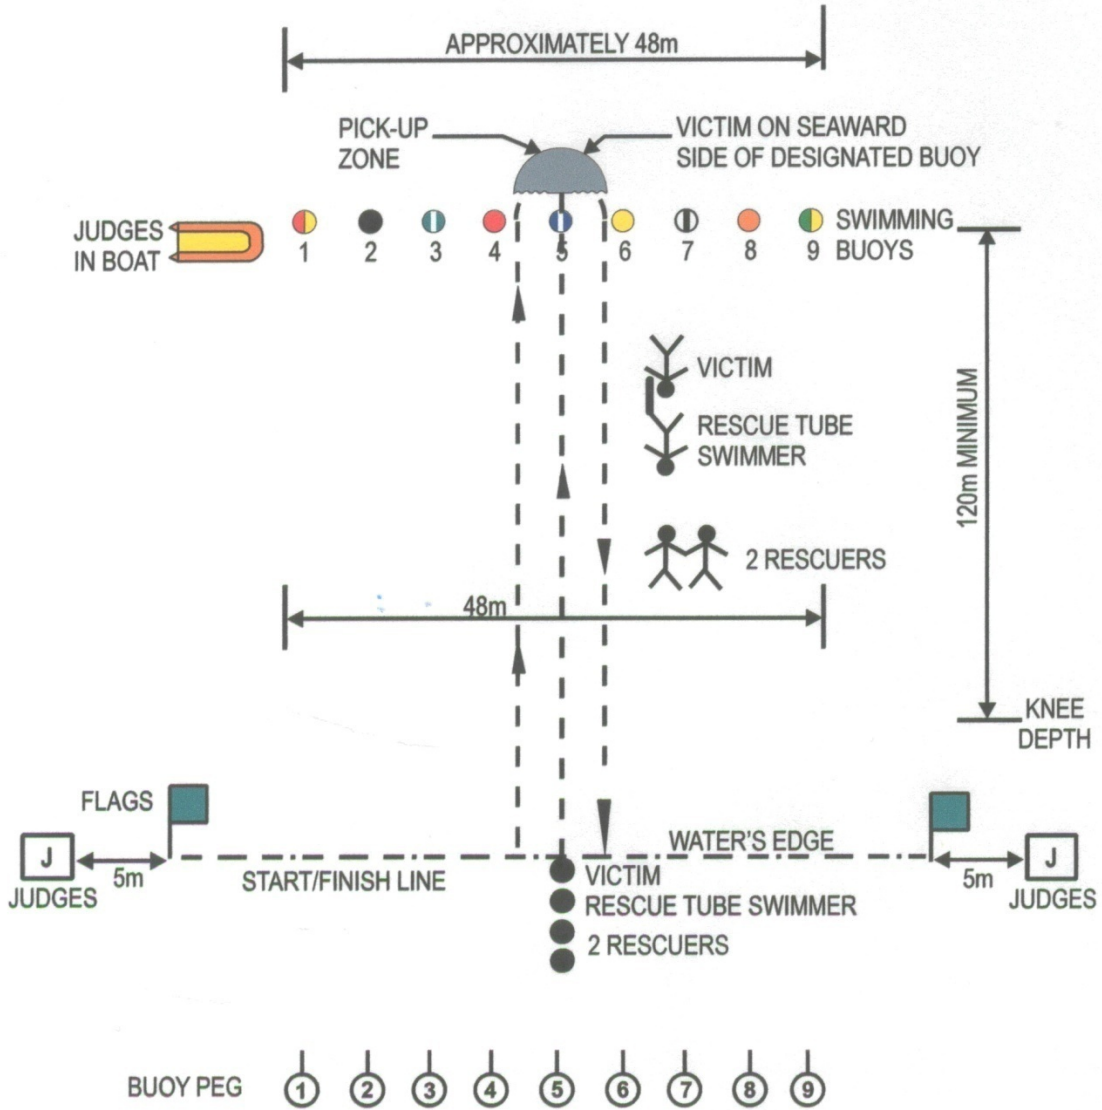 APPROXIMATELY 48m
PICK-UP
ZONE
VICTIM ON SEAWARD
SIDE OF DESIGNATED BUOY
JUDGES
IN BOAT
1 2 3 4 5 6 7 8 9
SWIMMING
BUOYS
VICTIM
RESCUE TUBE
SWIMMER
120m MINIMUM
2 RESCUERS
48m
KNEE
DEPTH
FLAGS
J
JUDGES
5m
START/FINISH LINE
WATER'S EDGE
5m
J
JUDGES
VICTIM
RESCUE TUBE SWIMMER
2 RESCUERS
BUOY PEG 1 2 3 4 5 6 7 8 9